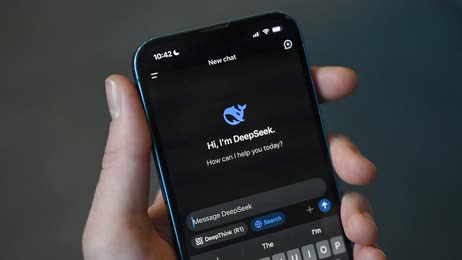 10:42
New chat
Hi, I'm DeepSeek.
How can I help you today?
Message DeepSeek
DeepThink (R1) Search
The I'm
U I O P